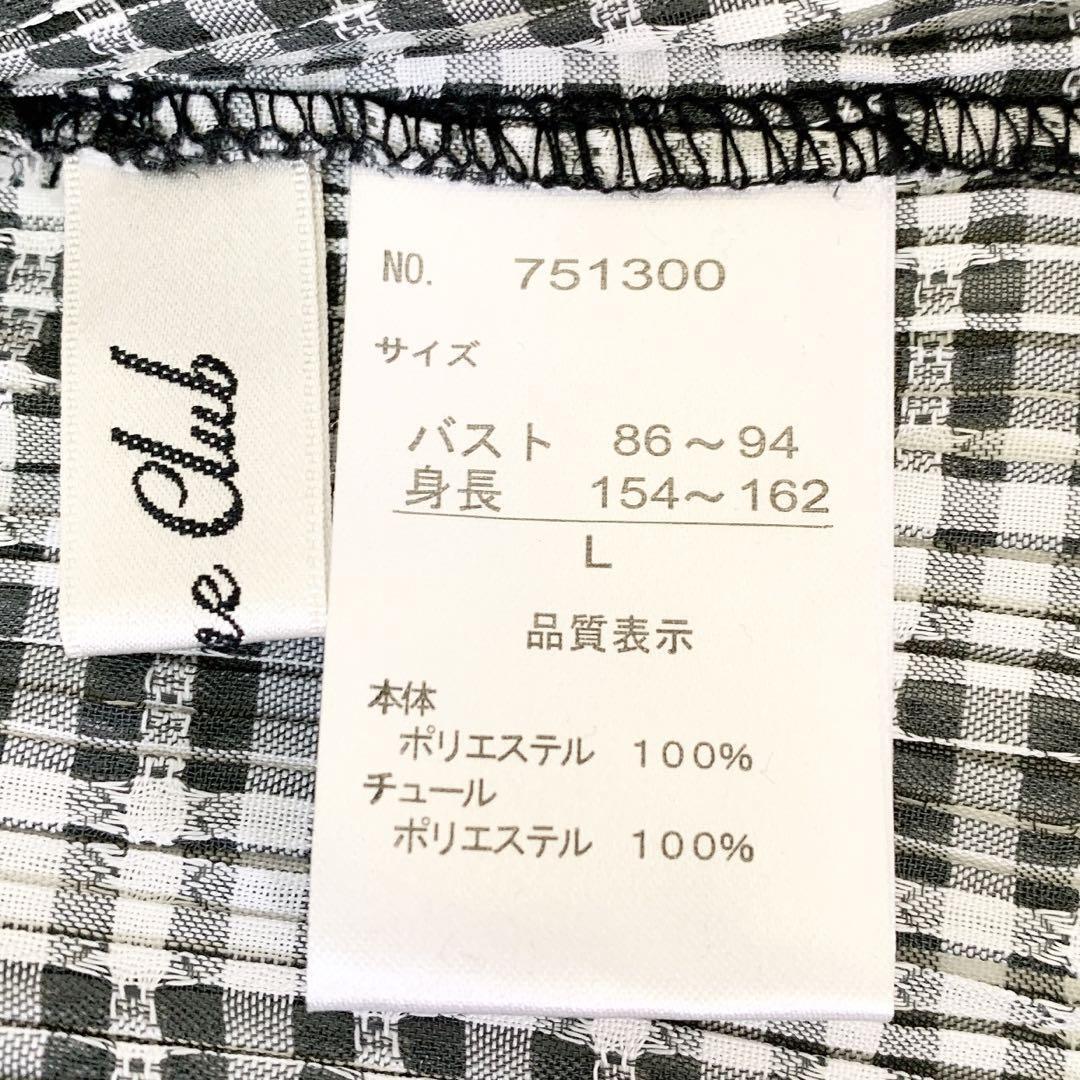 Club
NO. 751300
サイズ
バスト 86～94
身長 154～162
L
品質表示
本体
ポリエステル 100%
チュール
ポリエステル 100%